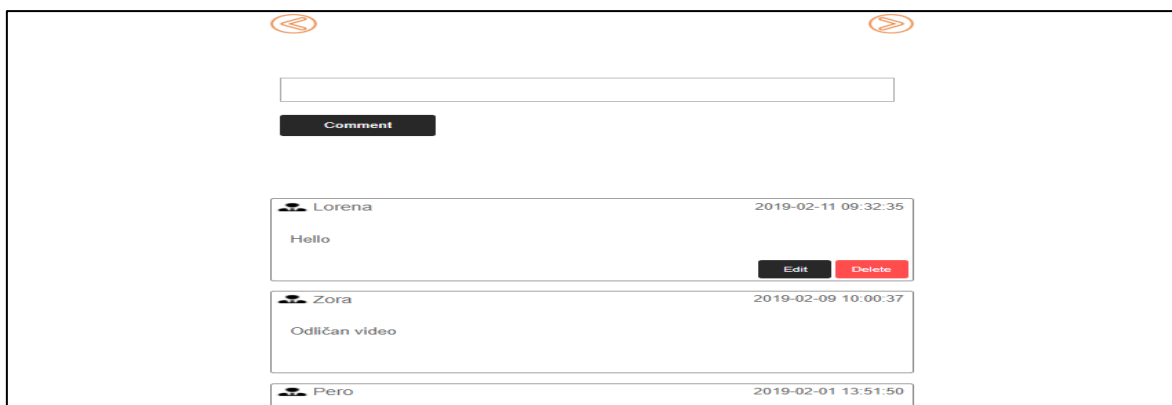 Comment
Lorena 2019-02-11 09:32:35
Hello
Edit Delete
Zora 2019-02-09 10:00:37
Odličan video
Pero 2019-02-01 13:51:50